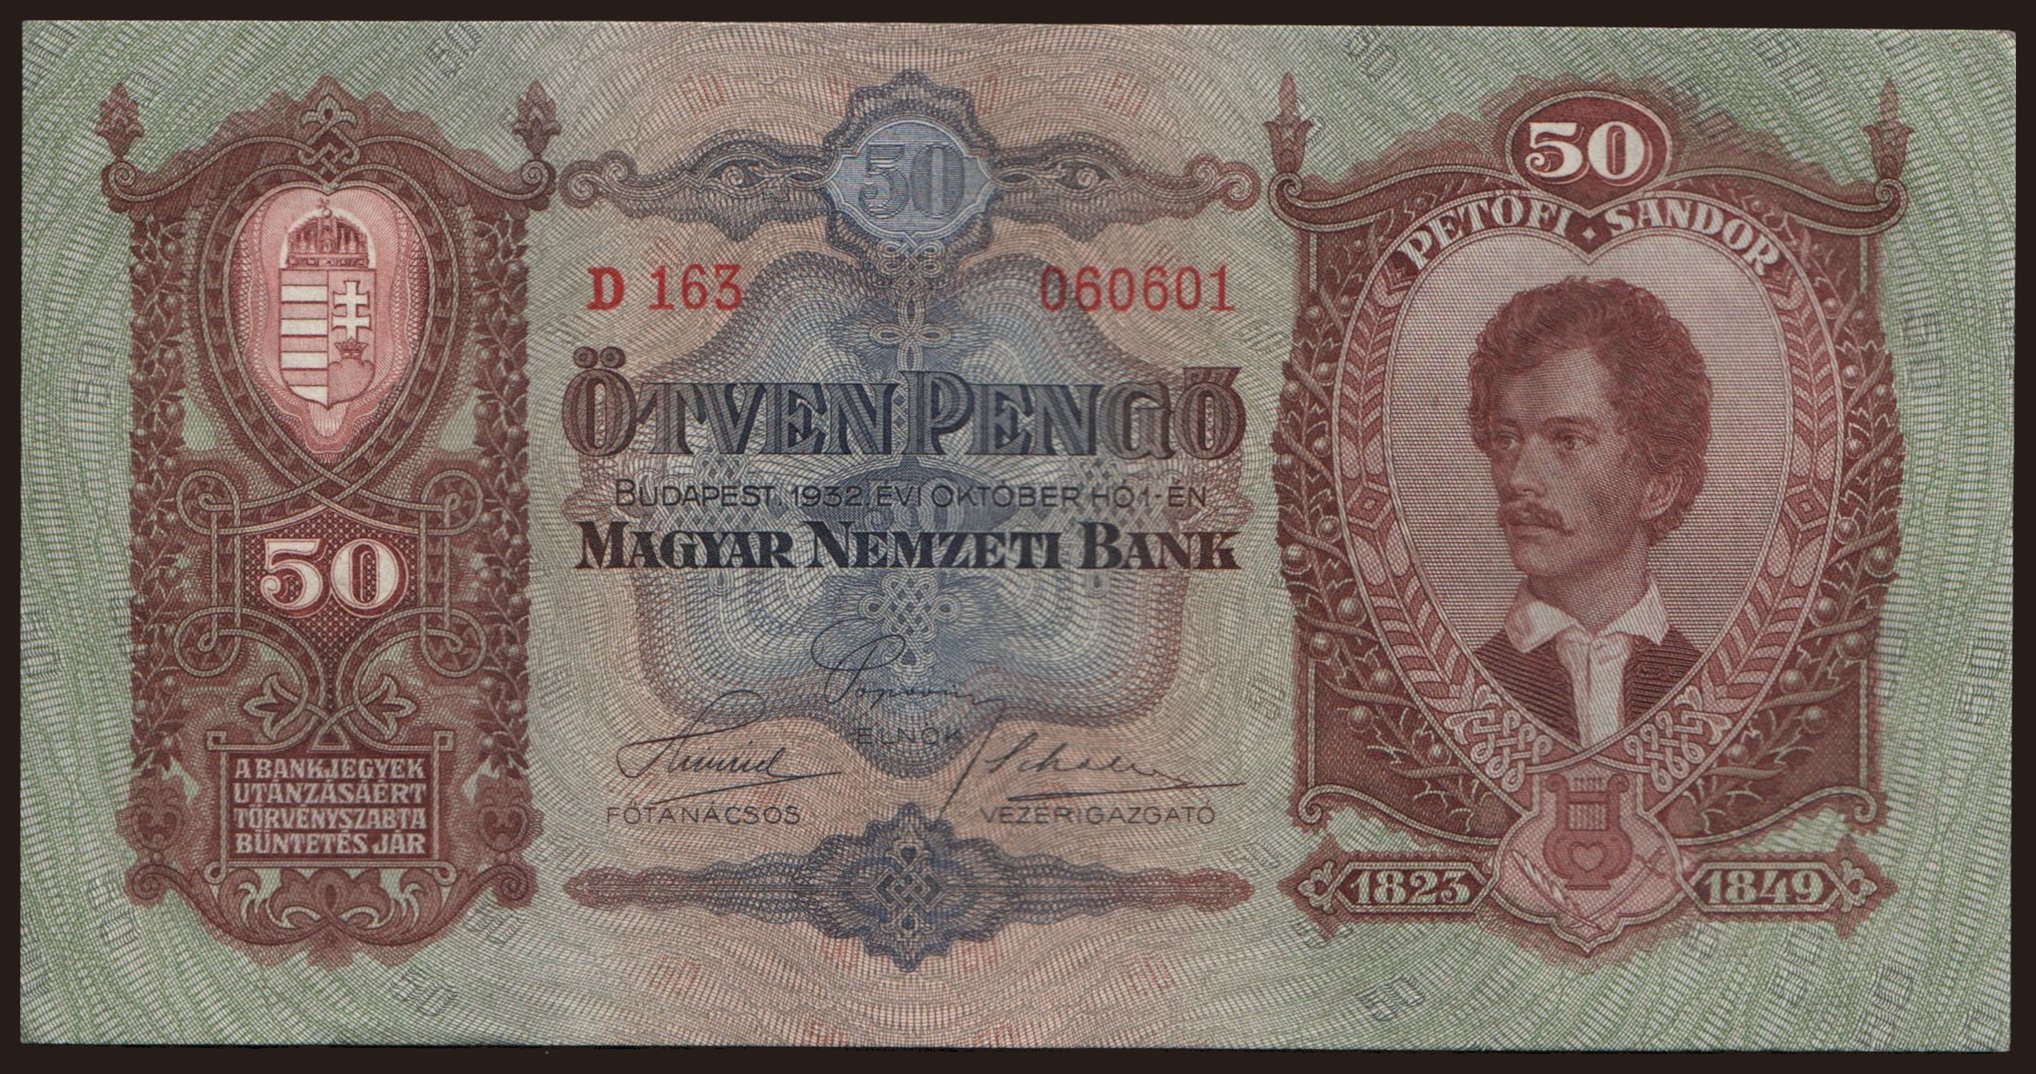 50
PETŐFI · SÁNDOR
50
D 163 060601
ÖTVEN PENGŐ
BUDAPEST, 1932. ÉVI OKTÓBER HÓ 1-ÉN
MAGYAR NEMZETI BANK
50
ELNÖK
FŐTANÁCSOS
VEZÉRIGAZGATÓ
A BANKJEGYEK
UTÁNZÁSÁÉRT
TÖRVÉNYSZABTA
BÜNTETÉS JÁR
1823 1849